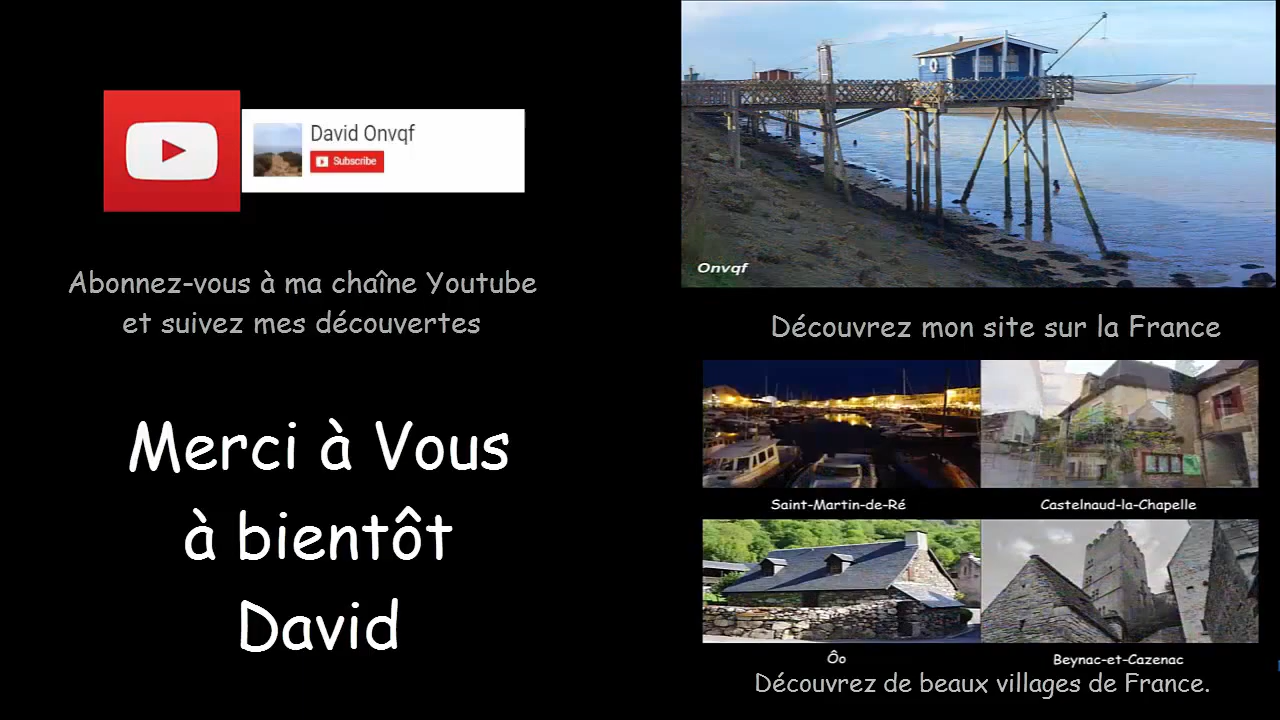 David Onvqf
Subscribe
Abonnez-vous à ma chaîne Youtube
et suivez mes découvertes
Merci à Vous
à bientôt
David
Onvqf
Découvrez mon site sur la France
Saint-Martin-de-Ré
Castelnaud-la-Chapelle
Ôo
Beynac-et-Cazenac
Découvrez de beaux villages de France.